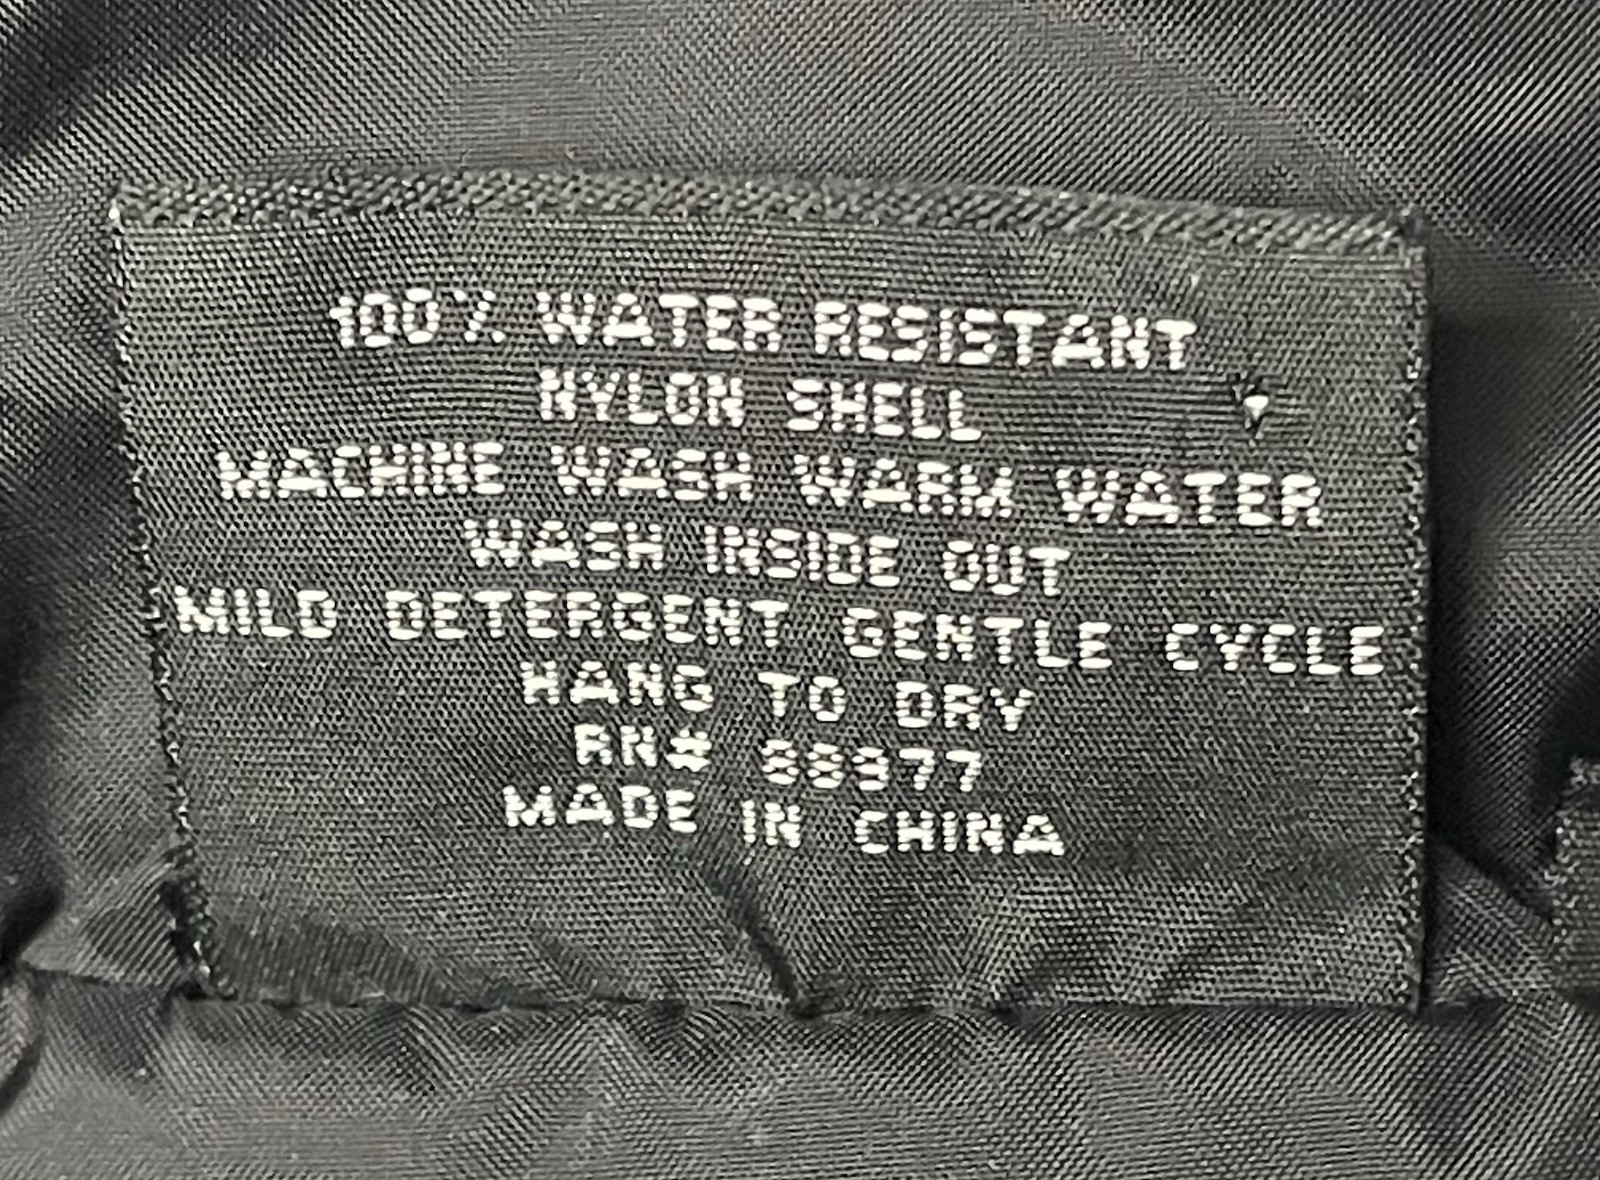 100% WATER RESISTANT
NYLON SHELL
MACHINE WASH WARM WATER
WASH INSIDE OUT
MILD DETERGENT GENTLE CYCLE
HANG TO DRY
RN# 88977
MADE IN CHINA